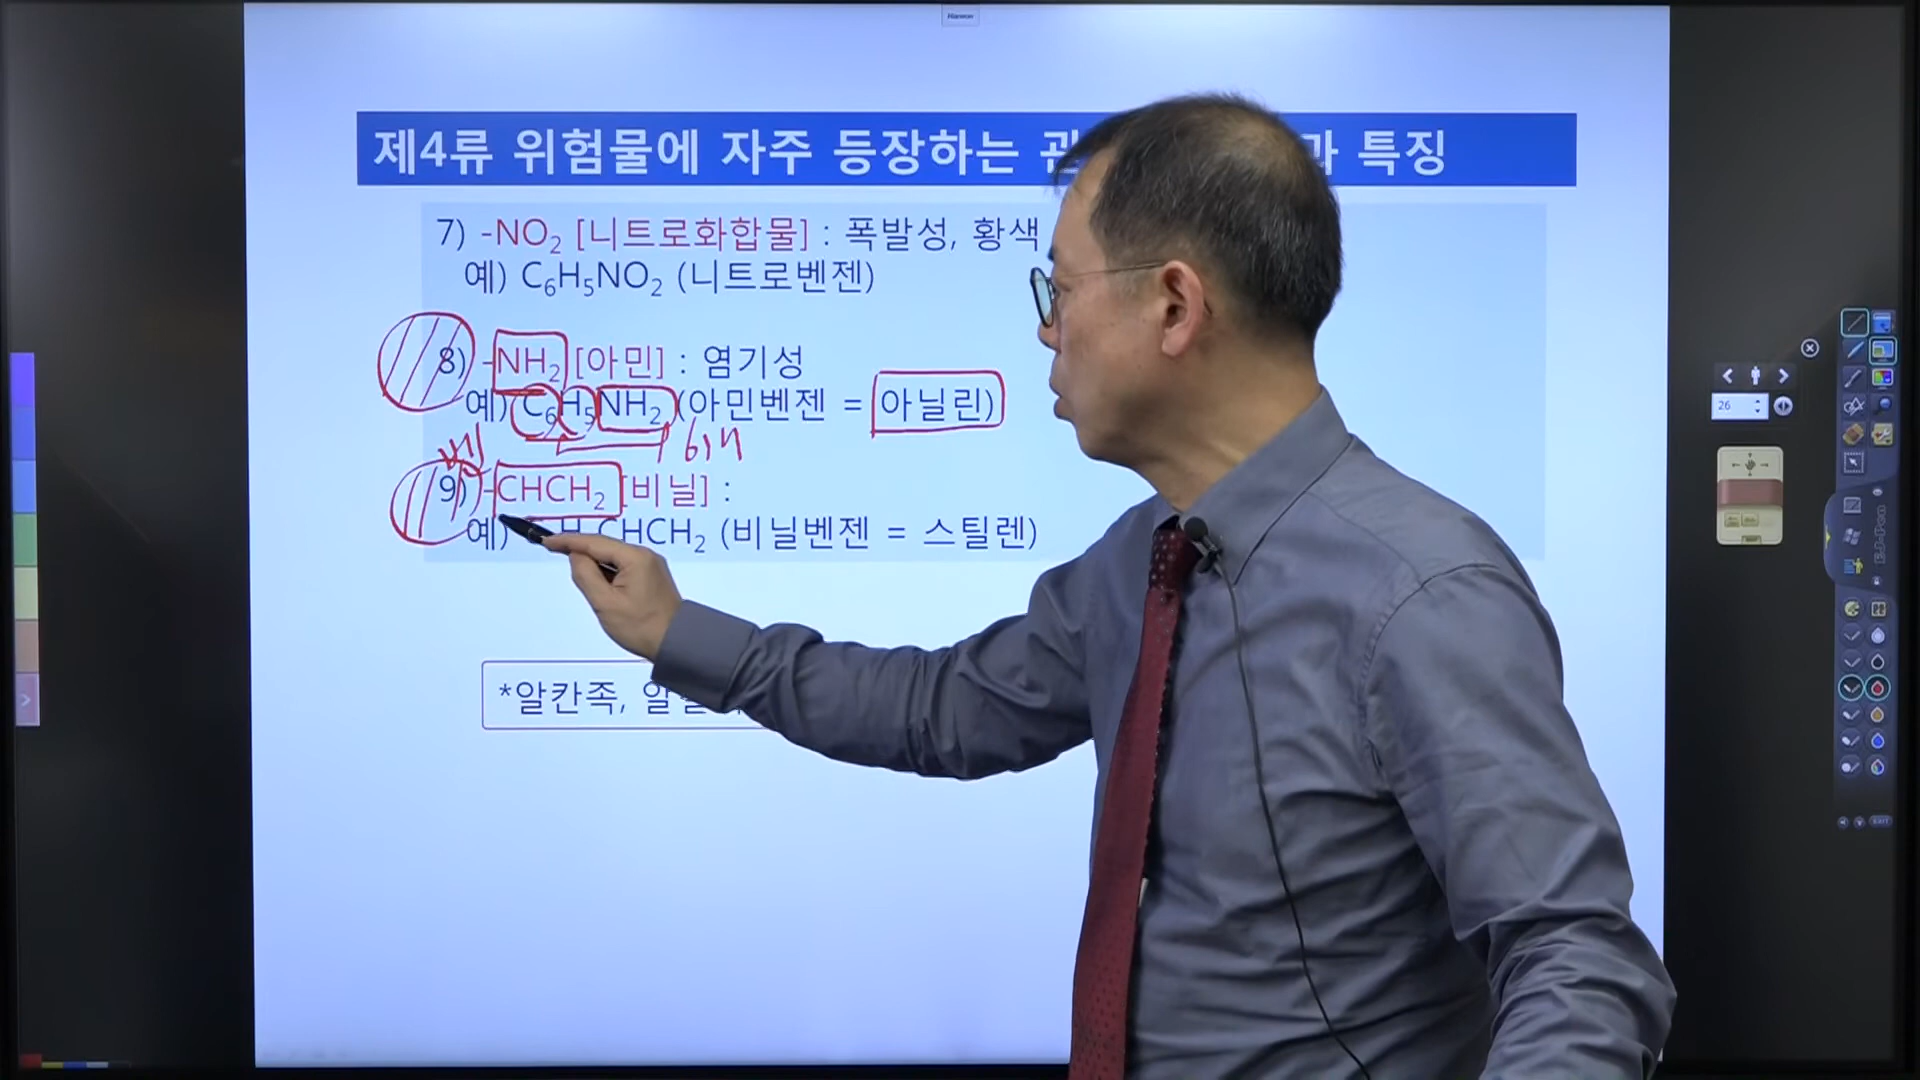 Hanwon
제4류 위험물에 자주 등장하는 과 특징
7) -NO₂ [니트로화합물] : 폭발성, 황색
예) C₆H₅NO₂ (니트로벤젠)
8) -NH₂ [아민] : 염기성
예) C₆H₅NH₂ (아민벤젠 = 아닐린)
9) -CHCH₂ [비닐] :
예) CHCH₂ (비닐벤젠 = 스틸렌)
*알칸족,
26
EXIT